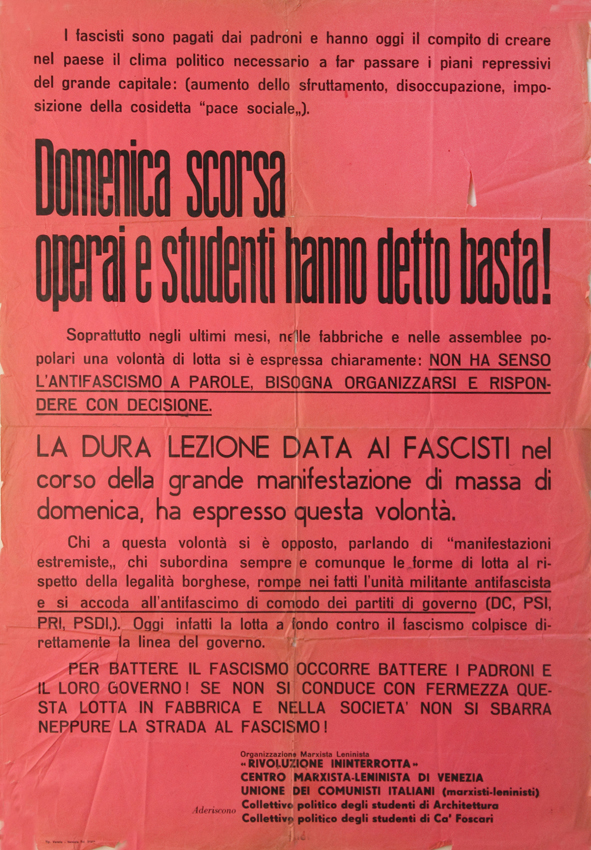 I fascisti sono pagati dai padroni e hanno oggi il compito di creare
nel paese il clima politico necessario a far passare i piani repressivi
del grande capitale: (aumento dello sfruttamento, disoccupazione, impo-
sizione della cosidetta "pace sociale„).
Domenica scorsa
operai e studenti hanno detto basta!
Soprattutto negli ultimi mesi, nelle fabbriche e nelle assemblee po-
polari una volontà di lotta si è espressa chiaramente: NON HA SENSO
L'ANTIFASCISMO A PAROLE, BISOGNA ORGANIZZARSI E RISPON-
DERE CON DECISIONE.
LA DURA LEZIONE DATA AI FASCISTI nel
corso della grande manifestazione di massa di
domenica, ha espresso questa volontà.
Chi a questa volontà si è opposto, parlando di "manifestazioni
estremiste„ chi subordina sempre e comunque le forme di lotta al ri-
spetto della legalità borghese, rompe nei fatti l'unità militante antifascista
e si accoda all'antifascimo di comodo dei partiti di governo (DC, PSI,
PRI, PSDI,). Oggi infatti la lotta a fondo contro il fascismo colpisce di-
rettamente la linea del governo.
PER BATTERE IL FASCISMO OCCORRE BATTERE I PADRONI E
IL LORO GOVERNO! SE NON SI CONDUCE CON FERMEZZA QUE-
STA LOTTA IN FABBRICA E NELLA SOCIETA' NON SI SBARRA
NEPPURE LA STRADA AL FASCISMO!
Organizzazione Marxista Leninista
"RIVOLUZIONE ININTERROTTA"
CENTRO MARXISTA-LENINISTA DI VENEZIA
UNIONE DEI COMUNISTI ITALIANI (marxisti-leninisti)
Aderiscono Collettivo politico degli studenti di Architettura
Collettivo politico degli studenti di Ca' Foscari